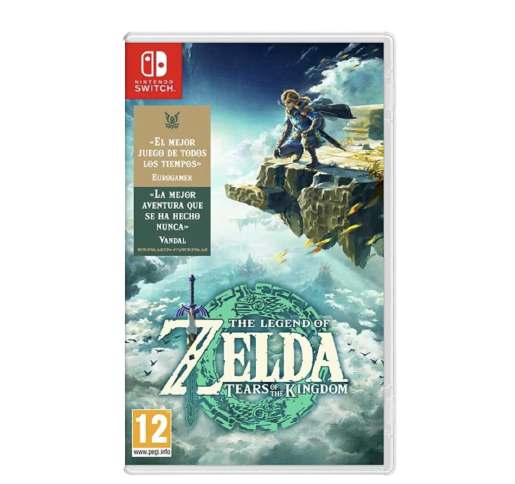 NINTENDO
SWITCH™
«EL MEJOR
JUEGO DE TODOS
LOS TIEMPOS»
EUROGAMER
«LA MEJOR
AVENTURA QUE
SE HA HECHO
NUNCA»
VANDAL
THE LEGEND OF
ZELDA
TEARS OF THE KINGDOM
12
www.pegi.info